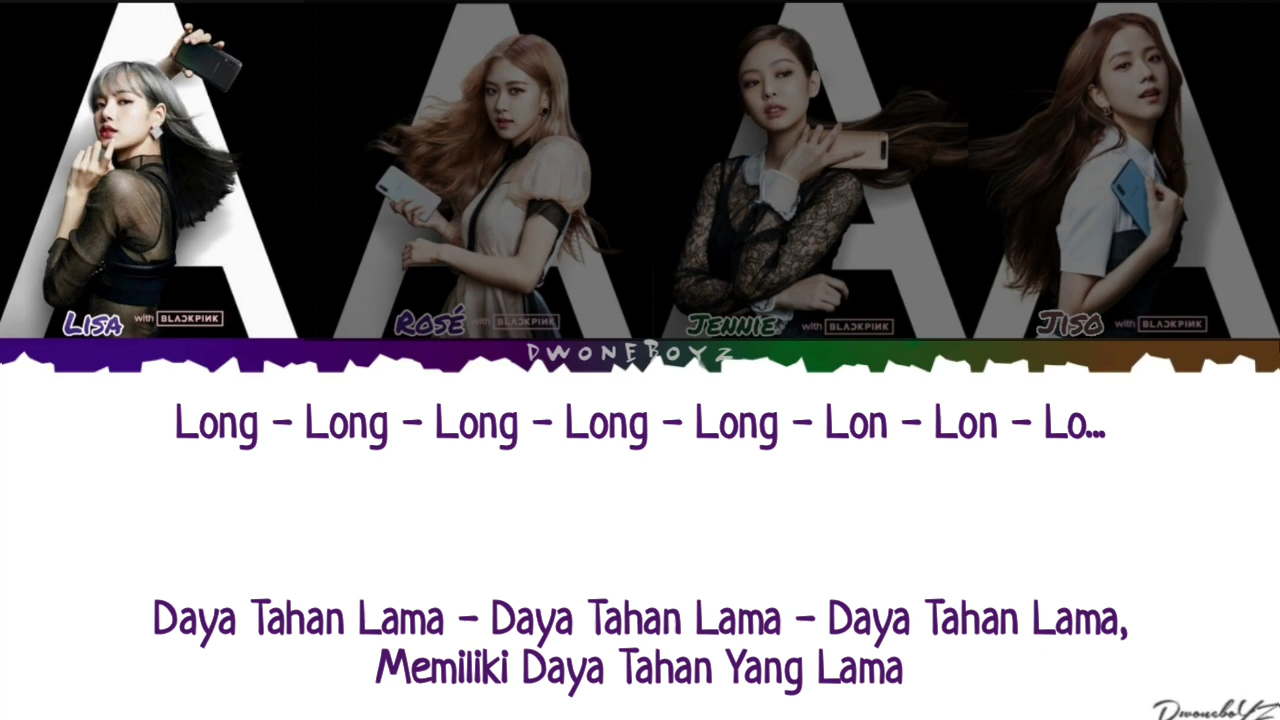 Lisa with BLACKPINK
Rosé with BLACKPINK
Jennie with BLACKPINK
Jiso with BLACKPINK
DWONEBOYZ
Long - Long - Long - Long - Long - Lon - Lon - Lo...
Daya Tahan Lama - Daya Tahan Lama - Daya Tahan Lama,
Memiliki Daya Tahan Yang Lama
DwoneboYZ